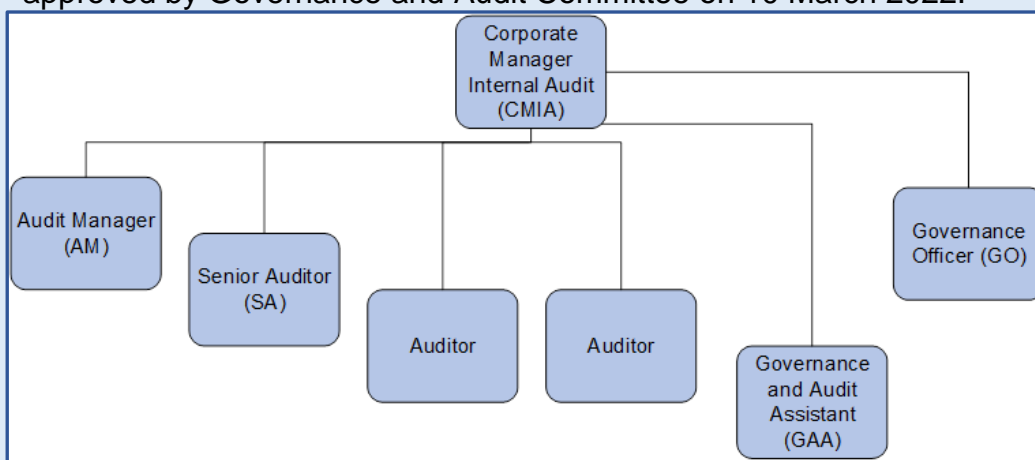 approved by Governance and Audit Committee on 10 March 2022.
Corporate
Manager
Internal Audit
(CMIA)
Audit Manager
(AM)
Senior Auditor
(SA)
Auditor
Auditor
Governance
and Audit
Assistant
(GAA)
Governance
Officer (GO)